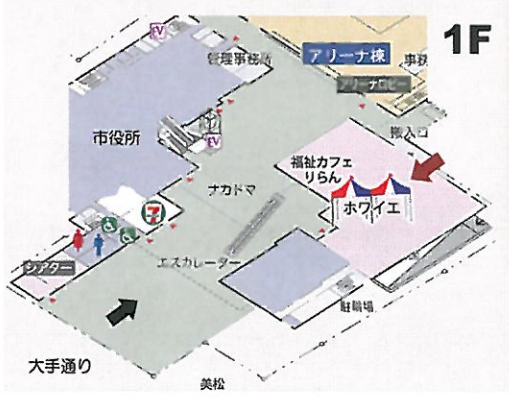 1F
EV
管理事務所
アリーナ棟
事務
アリーナロビー
搬入口
市役所
EV
福祉カフェ
りらん
ナカドマ
ホワイエ
7
シアター
エスカレーター
駐輪場
大手通り
美松